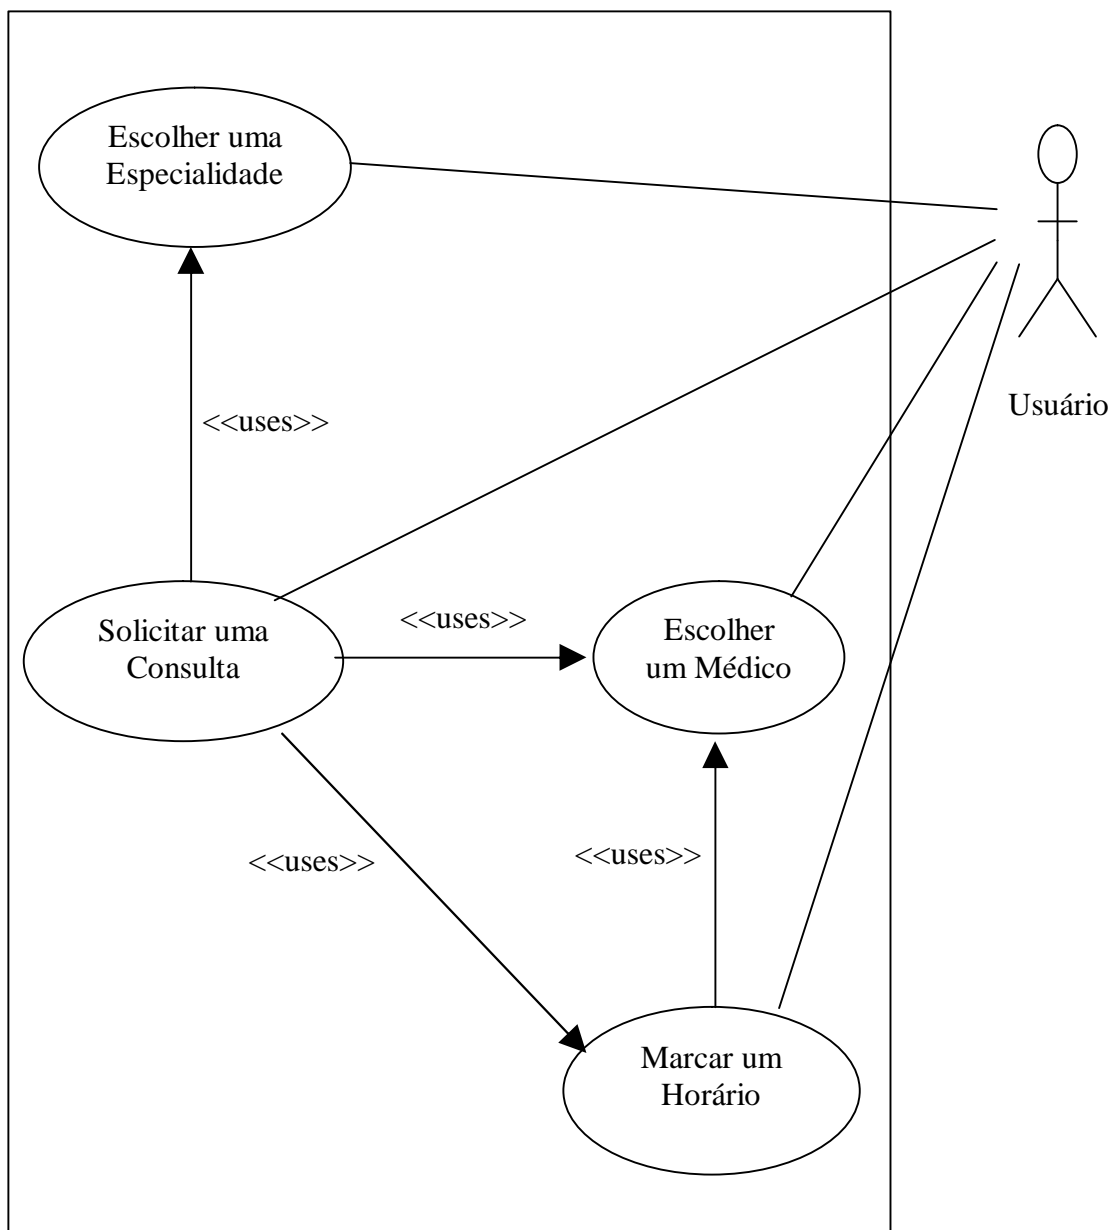 Escolher uma
Especialidade
Usuário
<<uses>>
Solicitar uma
Consulta
<<uses>>
Escolher
um Médico
<<uses>>
<<uses>>
Marcar um
Horário